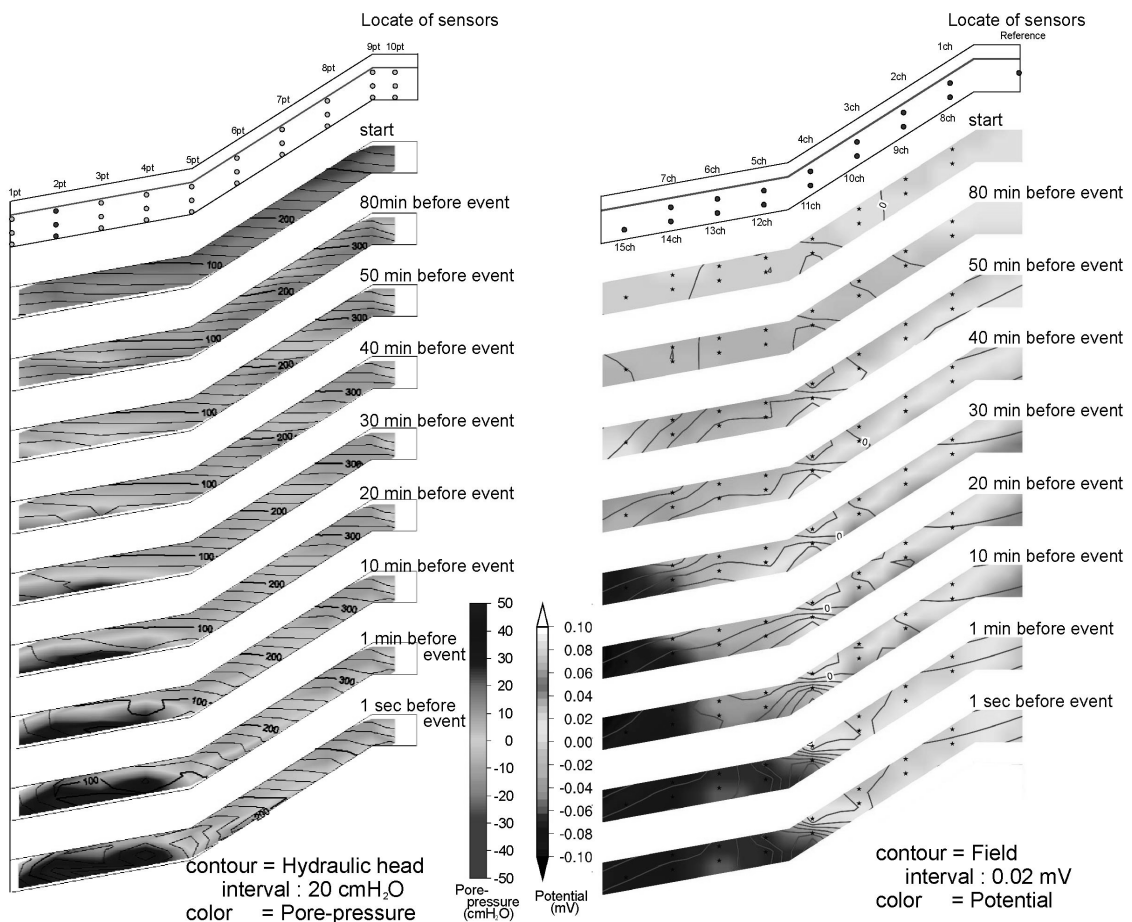 Locate of sensors
9pt 10pt
8pt
7pt
6pt
5pt
4pt
3pt
2pt
1pt
start
200
100
80min before event
300
200
100
50 min before event
300
200
100
40 min before event
300
200
100
30 min before event
300
200
100
20 min before event
300
200
100
10 min before event
300
200
100
1 min before
event
300
200
100
1 sec before
event
200
contour = Hydraulic head
interval : 20 cmH2O
color = Pore-pressure
50
40
30
20
10
0
-10
-20
-30
-40
-50
Pore-
pressure
(cmH2O)
0.10
0.08
0.06
0.04
0.02
0.00
-0.02
-0.04
-0.06
-0.08
-0.10
Potential
(mV)
Locate of sensors
Reference
1ch
2ch
3ch
4ch
5ch
6ch
7ch
8ch
9ch
10ch
11ch
12ch
13ch
14ch
15ch
start
0
80 min before event
50 min before event
40 min before event
0
30 min before event
0
20 min before event
0
10 min before event
0
1 min before event
1 sec before event
contour = Field
interval : 0.02 mV
color = Potential